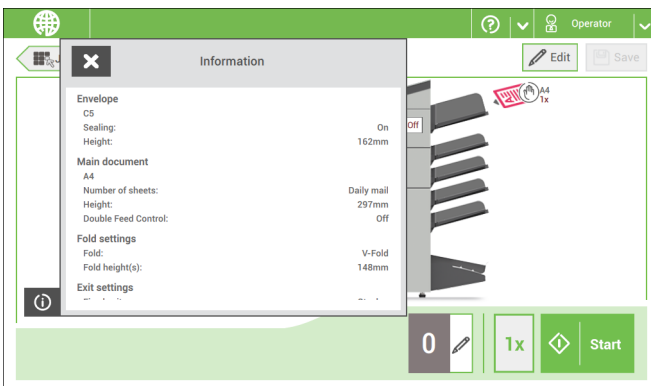 Operator
J
Information
Edit
Save
Envelope
C5
Sealing: On
Height: 162mm
Main document
A4
Number of sheets: Daily mail
Height: 297mm
Double Feed Control: Off
Fold settings
Fold: V-Fold
Fold height(s): 148mm
Exit settings
Off
A4
1x
0
1x
Start